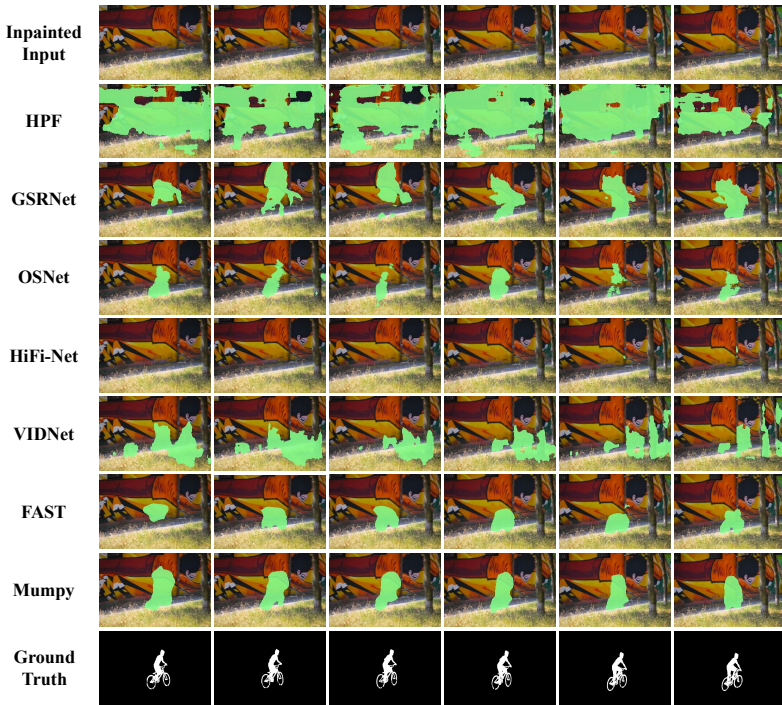 Inpainted
Input
HPF
GSRNet
OSNet
HiFi-Net
VIDNet
FAST
Mumpy
Ground
Truth